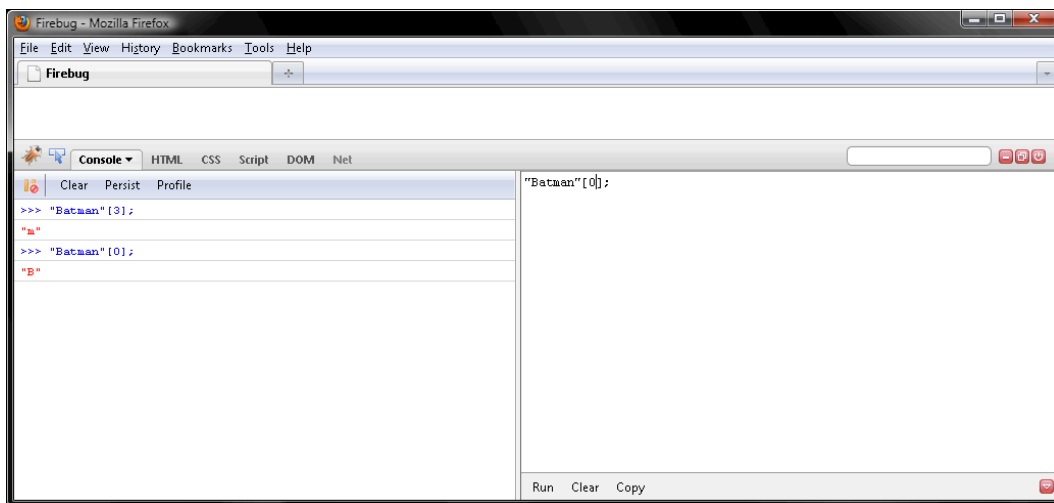 Firebug - Mozilla Firefox
File Edit View History Bookmarks Tools Help
Firebug
Console HTML CSS Script DOM Net
Clear Persist Profile
>>> "Batman"[3];
"m"
>>> "Batman"[0];
"B"
"Batman"[0];
Run Clear Copy